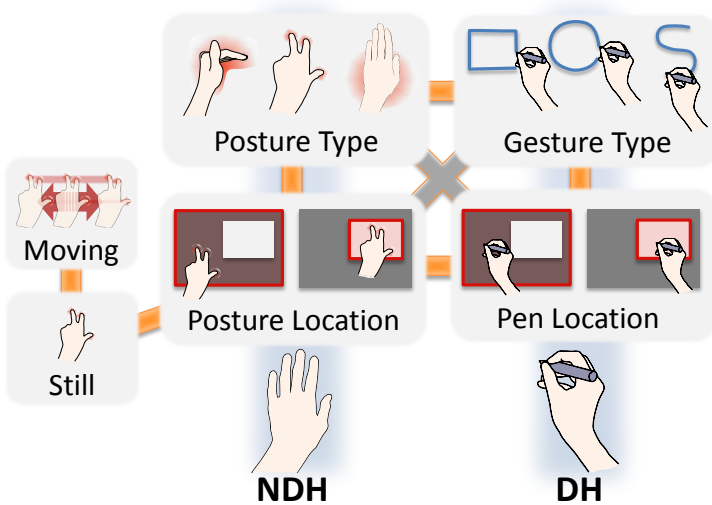 Posture Type
Gesture Type
Moving
Posture Location
Pen Location
Still
NDH
DH